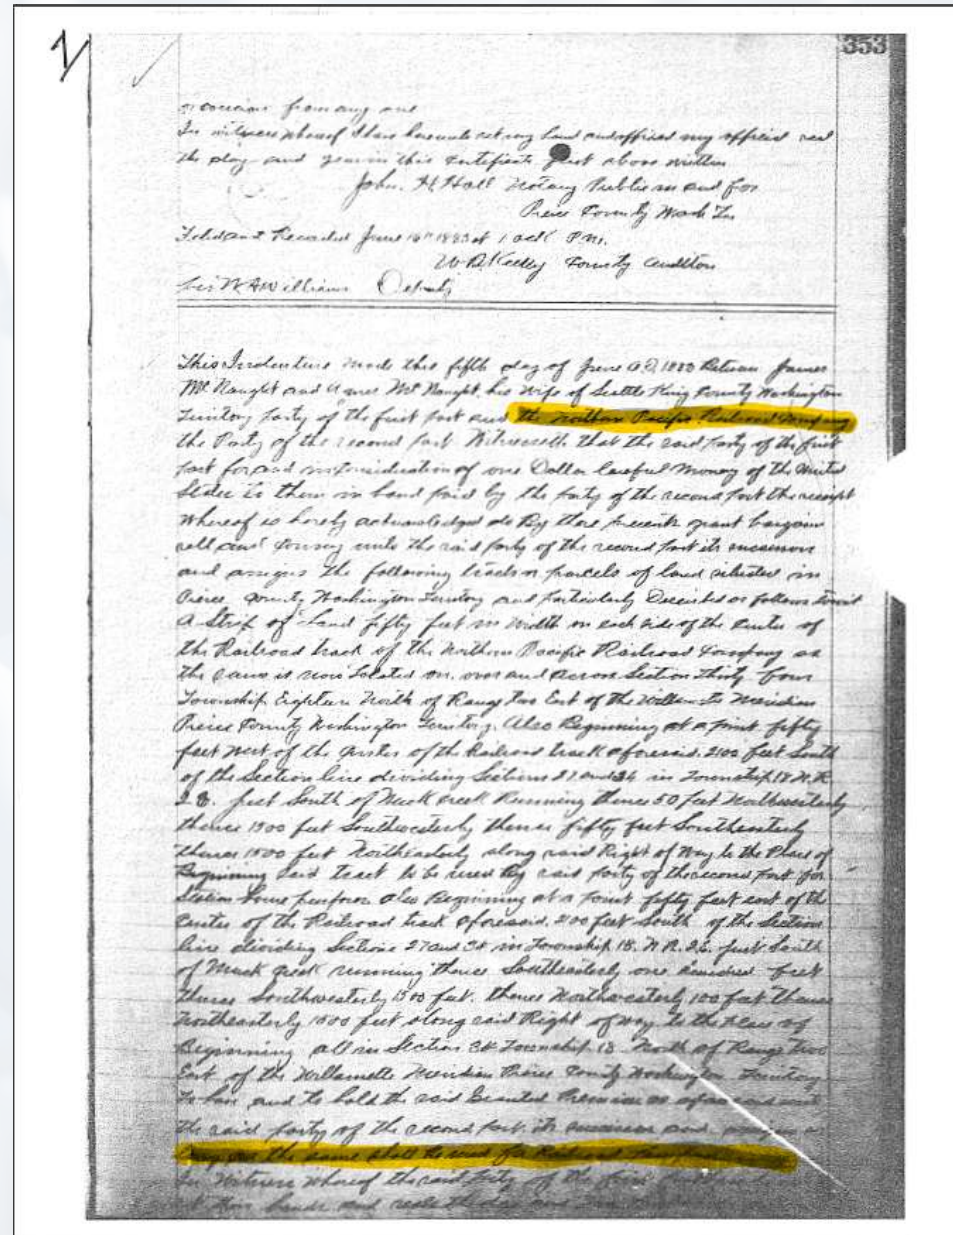 353
from any one
In witness whereof I have hereunto set my hand and affixed my official seal
the day and year in this certificate first above written
John. H. Hall Notary Public in and for
Pierce County Wash Ter
Filed and Recorded June 16th 1883 at 1 P.M.
County Auditor
Williams Deputy
This Indenture made this fifth day of June A.D. 1883 Between James
McNaught and McNaught his Wife of Seattle King County Washington
Territory party of the first part and the Northern Pacific Railroad Company
the Party of the second part Witnesseth that the said party of the first
part for and in consideration of one Dollar Lawful Money of the United
States to them in hand paid by the party of the second part the receipt
whereof is hereby acknowledged do By these presents grant bargain
sell and convey unto the said party of the second part its successors
and assigns the following tracts or parcels of land situated in
Pierce County Washington Territory and particularly Described as follows towit
A Strip of Land fifty feet in width on each side of the center of
the Railroad track of the Northern Pacific Railroad Company as
the same is now Located on, over and across Section Thirty four
Township Eighteen North of Range two East of the Willamette Meridian
Pierce County Washington Territory. Also Beginning at a point fifty
feet West of the center of the Railroad track aforesaid. feet South
of the Section line dividing Sections 27 and 34 in Township 18 N. R.
2 E. feet South of Muck creek Running thence 50 feet Northwesterly
thence 1500 feet Southwesterly thence fifty feet Southeasterly
thence 1500 feet Northeasterly along said Right of Way to the Place of
Beginning Said tract to be used by said party of the second part for
Station House purposes also Beginning at a point fifty feet east of the
center of the Railroad track aforesaid. 200 feet South of the Section
line dividing Sections 27 and 34 in Township 18. N R. 2 E. feet South
of Muck Creek running thence Southeasterly one hundred feet
thence Southwesterly 1500 feet. thence Northwesterly 100 feet thence
Northeasterly 1500 feet along said Right of way to the Place of
Beginning all in Section 34 Township 18 North of Range two
East of the Willamette Meridian Pierce County Washington Territory
To have and to hold the said Granted Premises as aforesaid unto
the said party of the second part its successors and assigns
the same shall be used for Railroad
In Witness whereof the said party of the first
hands and seals the day and